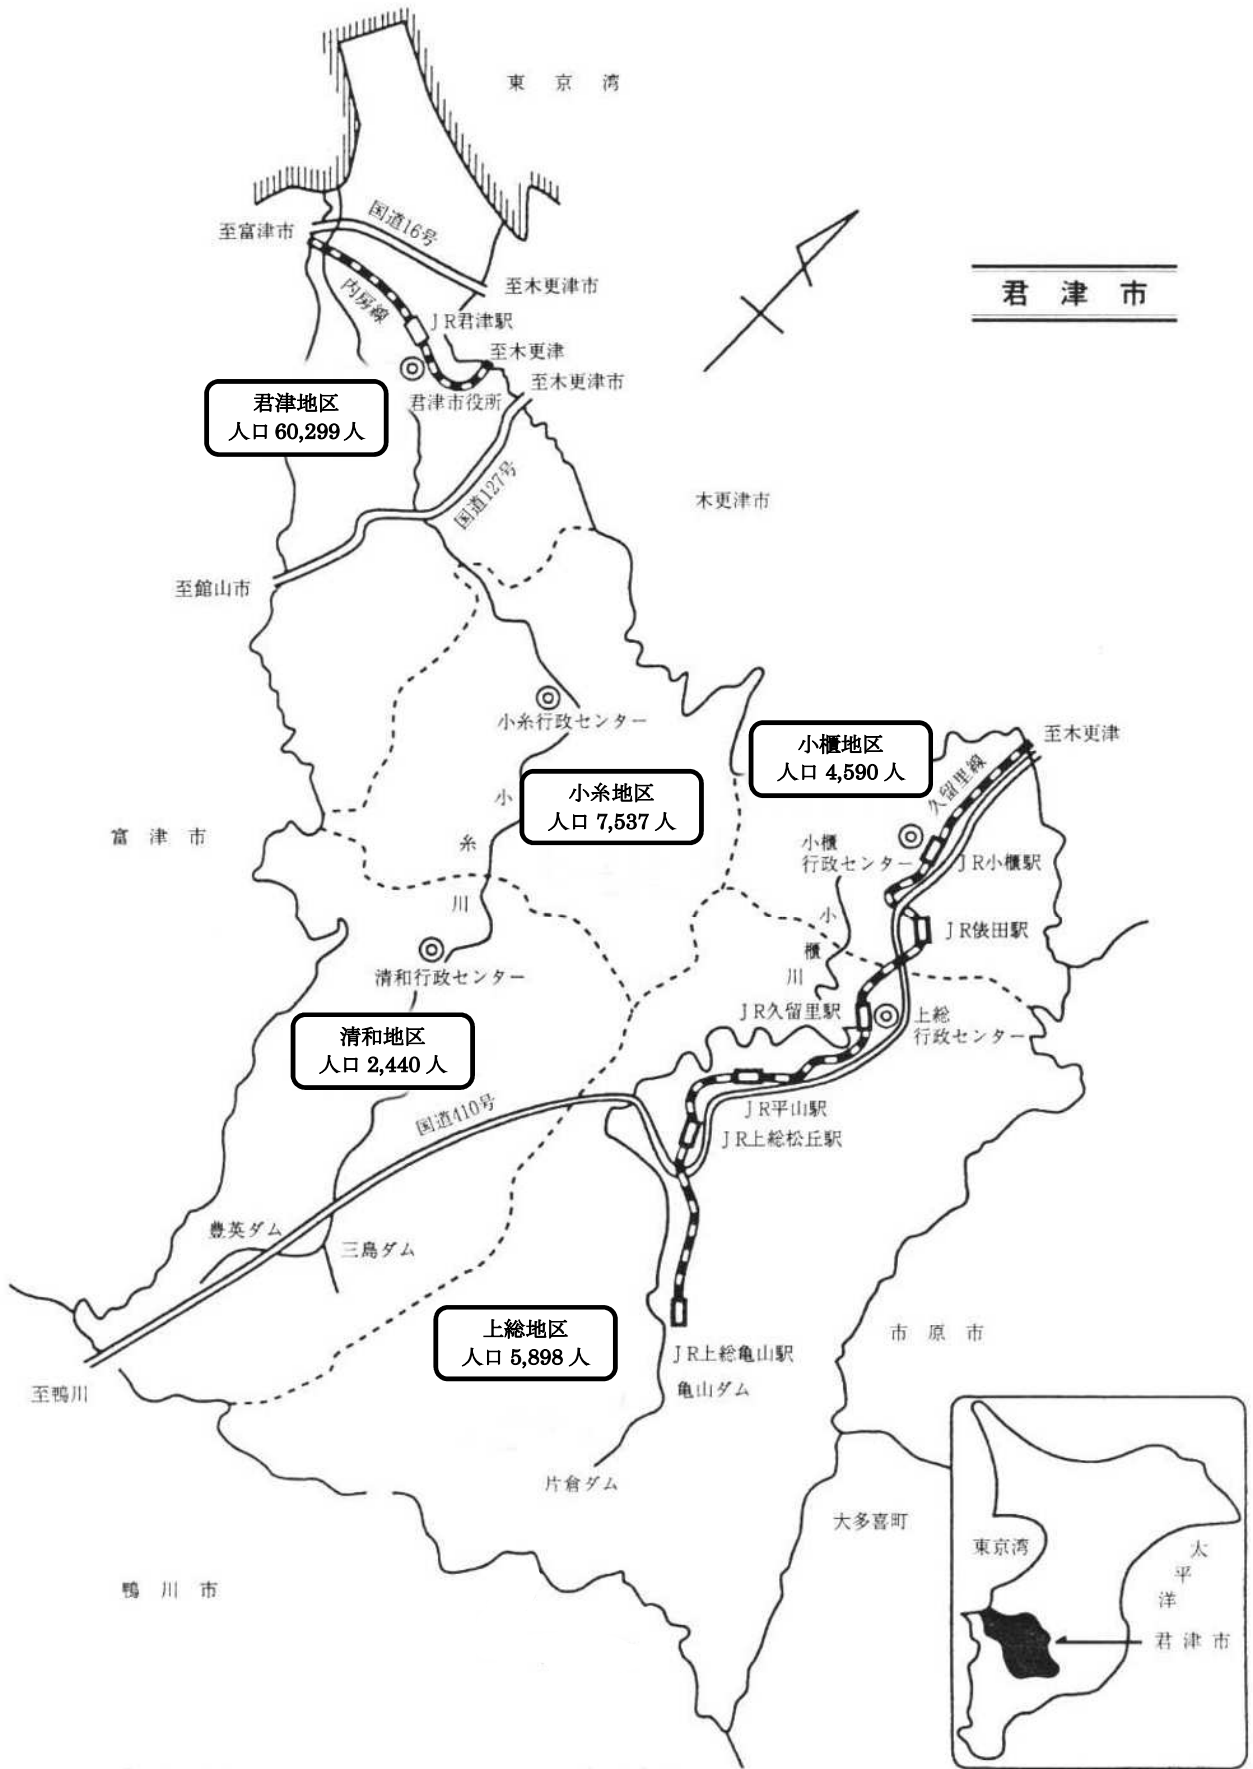 東京湾
国道16号
至富津市
至木更津市
内房線
君津市
JR君津駅
至木更津
至木更津市
君津市役所
君津地区
人口 60,299 人
国道127号
木更津市
至館山市
小糸行政センター
小櫃地区
人口 4,590 人
至木更津
久留里線
小糸地区
人口 7,537 人
小糸川
富津市
小櫃
行政センター
JR小櫃駅
小櫃川
JR俵田駅
清和行政センター
JR久留里駅
上総
行政センター
清和地区
人口 2,440 人
国道410号
JR平山駅
JR上総松丘駅
豊英ダム
三島ダム
上総地区
人口 5,898 人
市原市
JR上総亀山駅
亀山ダム
至鴨川
片倉ダム
大多喜町
鴨川市
東京湾
太平洋
君津市